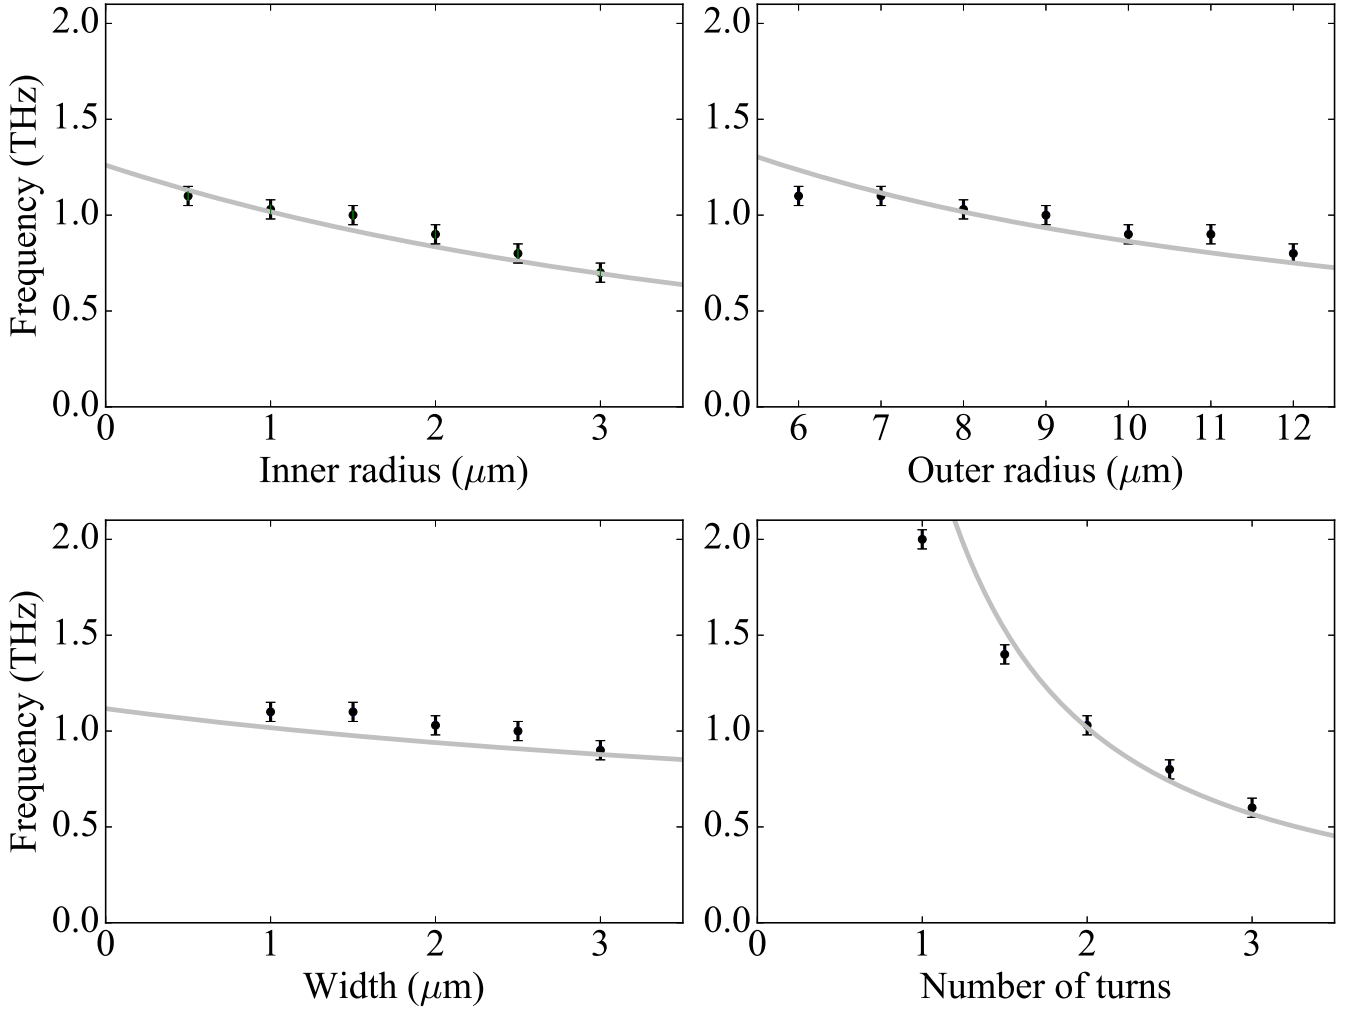 2.0
1.5
1.0
0.5
0.0
Frequency (THz)
0 1 2 3
Inner radius (μm)
2.0
1.5
1.0
0.5
0.0
6 7 8 9 10 11 12
Outer radius (μm)
2.0
1.5
1.0
0.5
0.0
Frequency (THz)
0 1 2 3
Width (μm)
2.0
1.5
1.0
0.5
0.0
0 1 2 3
Number of turns